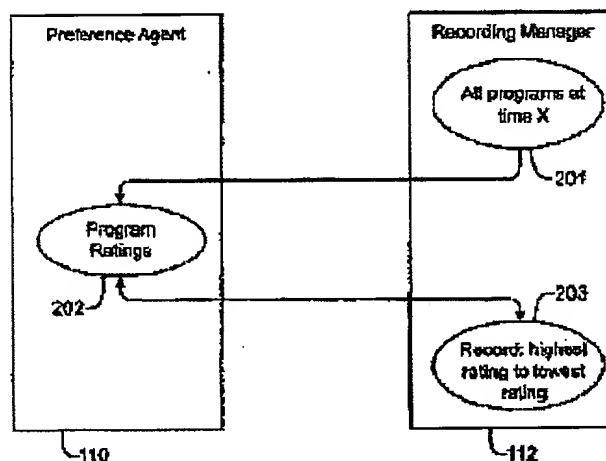 Preference Agent
Recording Manager
All programs at
time X
201
Program
Ratings
202
203
Record: highest
rating to lowest
rating
110
112